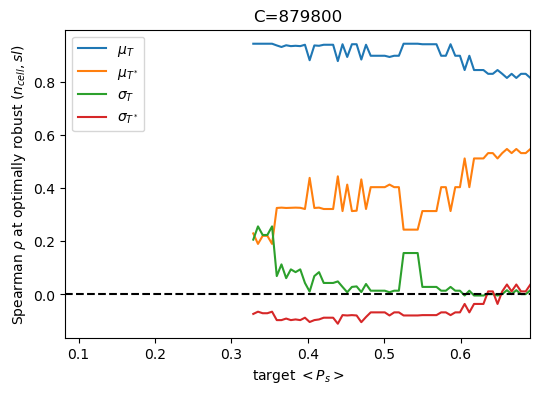 C=879800
Spearman ρ at optimally robust (n_cell, sl)
μ_T
μ_T*
σ_T
σ_T*
0.8
0.6
0.4
0.2
0.0
0.1 0.2 0.3 0.4 0.5 0.6
target < P_s >